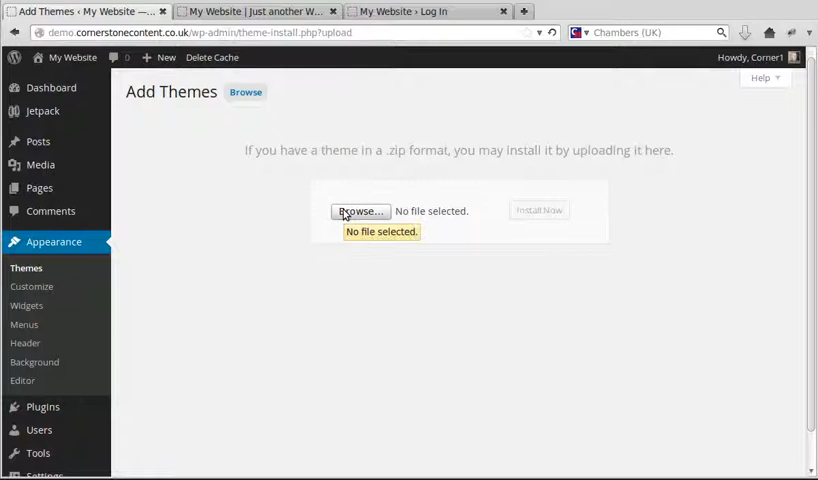 Add Themes ‹ My Website —...
My Website | Just another W...
My Website › Log In
demo.cornerstonecontent.co.uk/wp-admin/theme-install.php?upload
Chambers (UK)
My Website
0
New
Delete Cache
Howdy, Corner1
Help
Dashboard
Jetpack
Posts
Media
Pages
Comments
Appearance
Themes
Customize
Widgets
Menus
Header
Background
Editor
Plugins
Users
Tools
Settings
Add Themes
Browse
If you have a theme in a .zip format, you may install it by uploading it here.
Browse...
No file selected.
Install Now
No file selected.